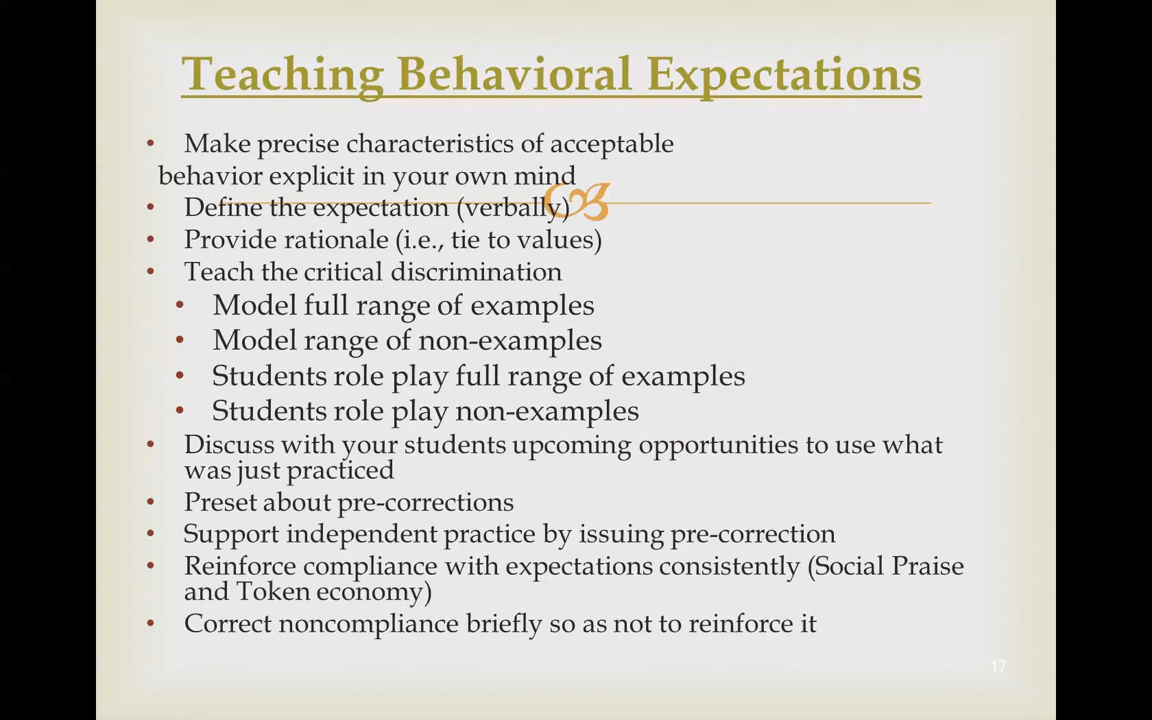 Teaching Behavioral Expectations
• Make precise characteristics of acceptable
behavior explicit in your own mind
• Define the expectation (verbally)
• Provide rationale (i.e., tie to values)
• Teach the critical discrimination
• Model full range of examples
• Model range of non-examples
• Students role play full range of examples
• Students role play non-examples
• Discuss with your students upcoming opportunities to use what
was just practiced
• Preset about pre-corrections
• Support independent practice by issuing pre-correction
• Reinforce compliance with expectations consistently (Social Praise
and Token economy)
• Correct noncompliance briefly so as not to reinforce it
17